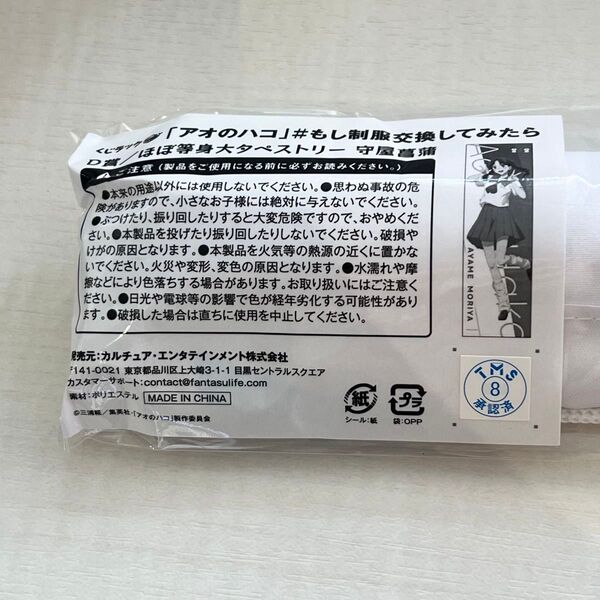 くじラック 「アオのハコ」#もし制服交換してみたら
D賞/ほぼ等身大タペストリー 守屋菖蒲
ご注意（製品をご使用になる前に必ずお読みください。）
●本来の用途以外には使用しないでください。●思わぬ事故の危
険がありますので、小さなお子様には絶対に与えないでください。
●ぶつけたり、振り回したりすると大変危険ですので、おやめくだ
さい。●本製品を投げたり振り回したりしないでください。破損や
けがの原因となります。●本製品を火気等の熱源の近くに置かな
いでください。火災や変形、変色の原因となります。●水濡れや摩
擦などにより色落ちする場合があります。お取り扱いにはご注意く
ださい。●日光や電球等の影響で色が経年劣化する可能性があり
ます。●破損した場合は直ちに使用を中止してください。
販売元:カルチュア・エンタテインメント株式会社
〒141-0021 東京都品川区上大崎3-1-1 目黒セントラルスクエア
カスタマーサポート:contact@fantasulife.com
素材:ポリエステル MADE IN CHINA
©三浦糀/集英社・「アオのハコ」製作委員会
紙
シール:紙
プラ
袋:OPP
AYAME MORIYA
TMS
8
承認済